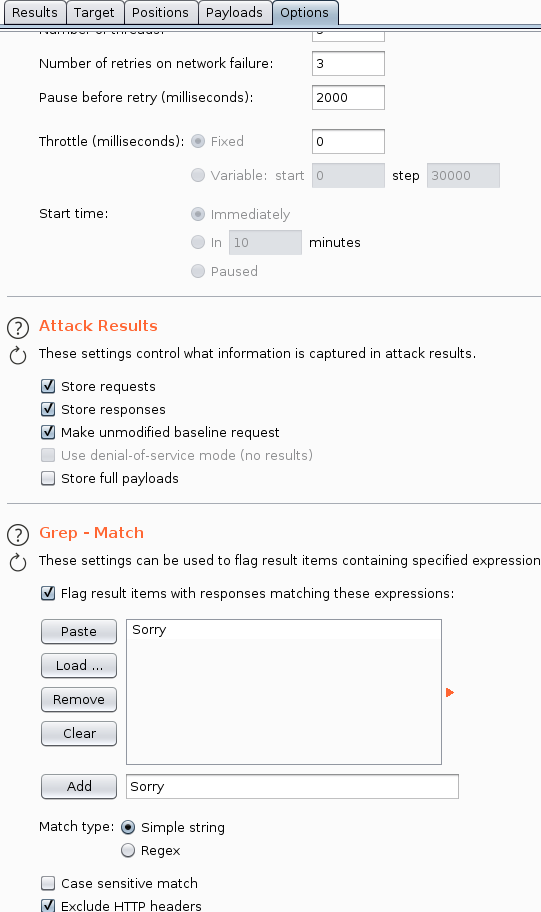 Results Target Positions Payloads Options
Number of threads:
Number of retries on network failure: 3
Pause before retry (milliseconds): 2000
Throttle (milliseconds): Fixed 0
Variable: start 0 step 30000
Start time: Immediately
In 10 minutes
Paused
? Attack Results
These settings control what information is captured in attack results.
Store requests
Store responses
Make unmodified baseline request
Use denial-of-service mode (no results)
Store full payloads
? Grep - Match
These settings can be used to flag result items containing specified expression
Flag result items with responses matching these expressions:
Paste Sorry
Load ...
Remove
Clear
Add Sorry
Match type: Simple string
Regex
Case sensitive match
Exclude HTTP headers